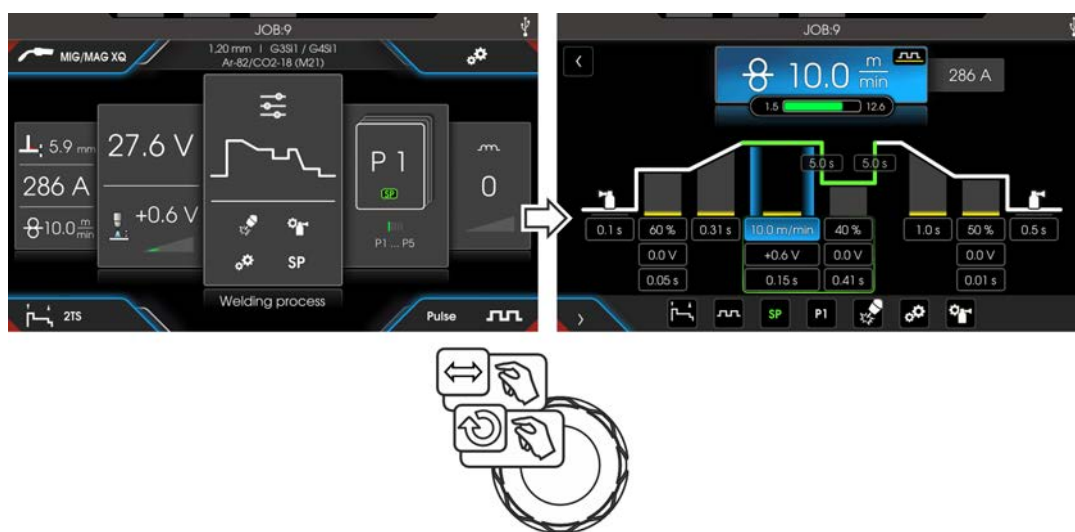 JOB:9
MIG/MAG XQ
1,20 mm I G3Si1 / G4Si1
Ar-82/CO2-18 (M21)
5.9 mm
286 A
10.0 m/min
27.6 V
+0.6 V
SP
Welding process
P 1
SP
P1 ... P5
0
2TS
Pulse
JOB:9
10.0 m/min
286 A
1.5 12.6
5.0 s 5.0 s
0.1 s 60 % 0.31 s 10.0 m/min 40 % 1.0 s 50 % 0.5 s
0.0 V +0.6 V 0.0 V 0.0 V
0.05 s 0.15 s 0.41 s 0.01 s
SP P1